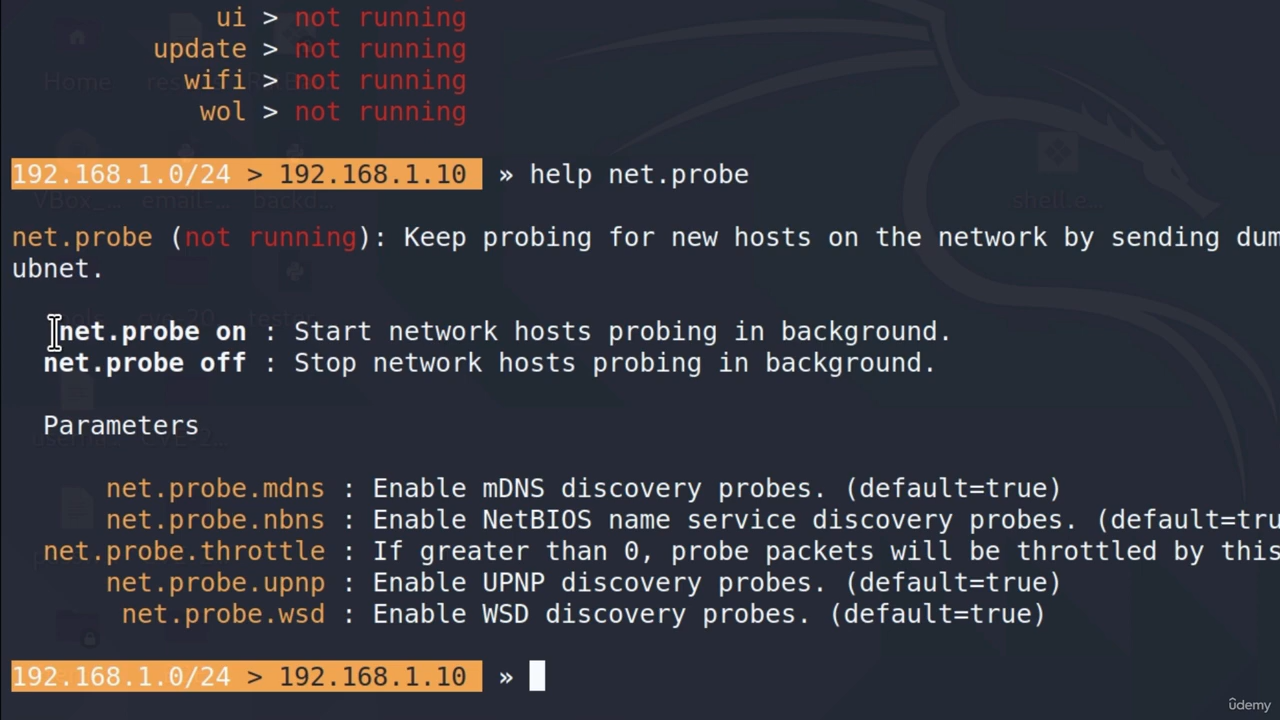 ui > not running
update > not running
wifi > not running
wol > not running
192.168.1.0/24 > 192.168.1.10 » help net.probe
net.probe (not running): Keep probing for new hosts on the network by sending dum
ubnet.
net.probe on : Start network hosts probing in background.
net.probe off : Stop network hosts probing in background.
Parameters
net.probe.mdns : Enable mDNS discovery probes. (default=true)
net.probe.nbns : Enable NetBIOS name service discovery probes. (default=tru
net.probe.throttle : If greater than 0, probe packets will be throttled by this
net.probe.upnp : Enable UPNP discovery probes. (default=true)
net.probe.wsd : Enable WSD discovery probes. (default=true)
192.168.1.0/24 > 192.168.1.10 »
Home
VBox_...
email-...
backd...
shell.e...
udemy